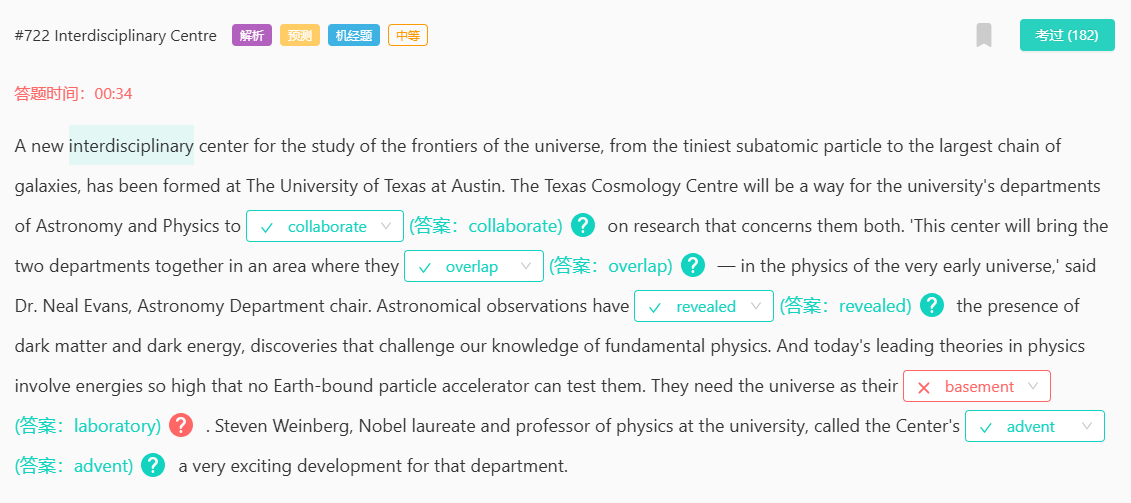 #722 Interdisciplinary Centre 解析 预测 机经题 中等 考过 (182)
答题时间：00:34
A new interdisciplinary center for the study of the frontiers of the universe, from the tiniest subatomic particle to the largest chain of
galaxies, has been formed at The University of Texas at Austin. The Texas Cosmology Centre will be a way for the university's departments
of Astronomy and Physics to collaborate (答案：collaborate) ? on research that concerns them both. 'This center will bring the
two departments together in an area where they overlap (答案：overlap) ? — in the physics of the very early universe,' said
Dr. Neal Evans, Astronomy Department chair. Astronomical observations have revealed (答案：revealed) ? the presence of
dark matter and dark energy, discoveries that challenge our knowledge of fundamental physics. And today's leading theories in physics
involve energies so high that no Earth-bound particle accelerator can test them. They need the universe as their basement
(答案：laboratory) ? . Steven Weinberg, Nobel laureate and professor of physics at the university, called the Center's advent
(答案：advent) ? a very exciting development for that department.